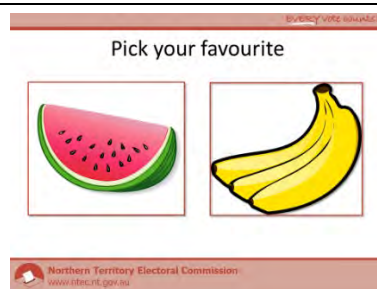 EVERY vote counts
Pick your favourite
Northern Territory Electoral Commission
www.ntec.nt.gov.au